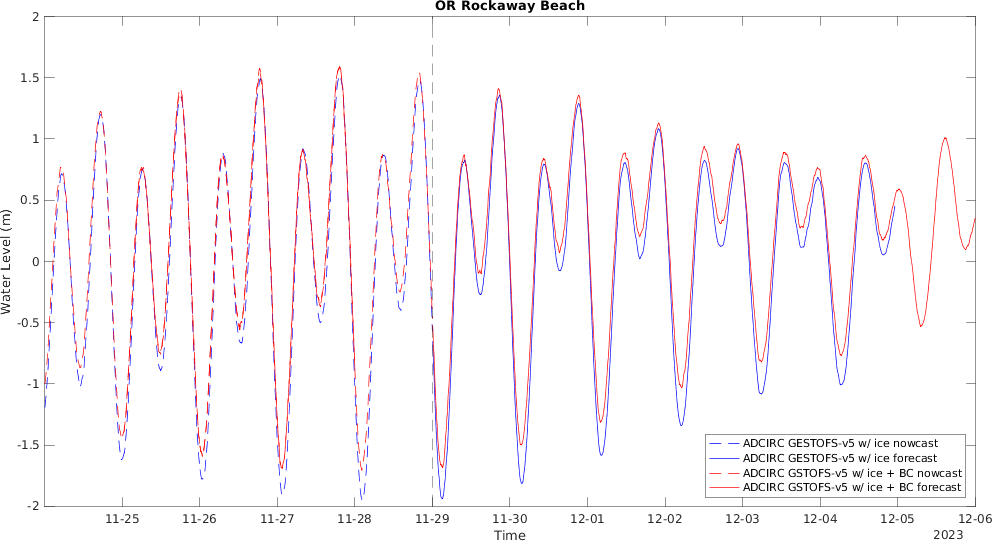 OR Rockaway Beach
Water Level (m)
2
1.5
1
0.5
0
-0.5
-1
-1.5
-2
ADCIRC GESTOFS-v5 w/ ice nowcast
ADCIRC GESTOFS-v5 w/ ice forecast
ADCIRC GSTOFS-v5 w/ ice + BC nowcast
ADCIRC GSTOFS-v5 w/ ice + BC forecast
11-25 11-26 11-27 11-28 11-29 11-30 12-01 12-02 12-03 12-04 12-05 12-06
Time
2023